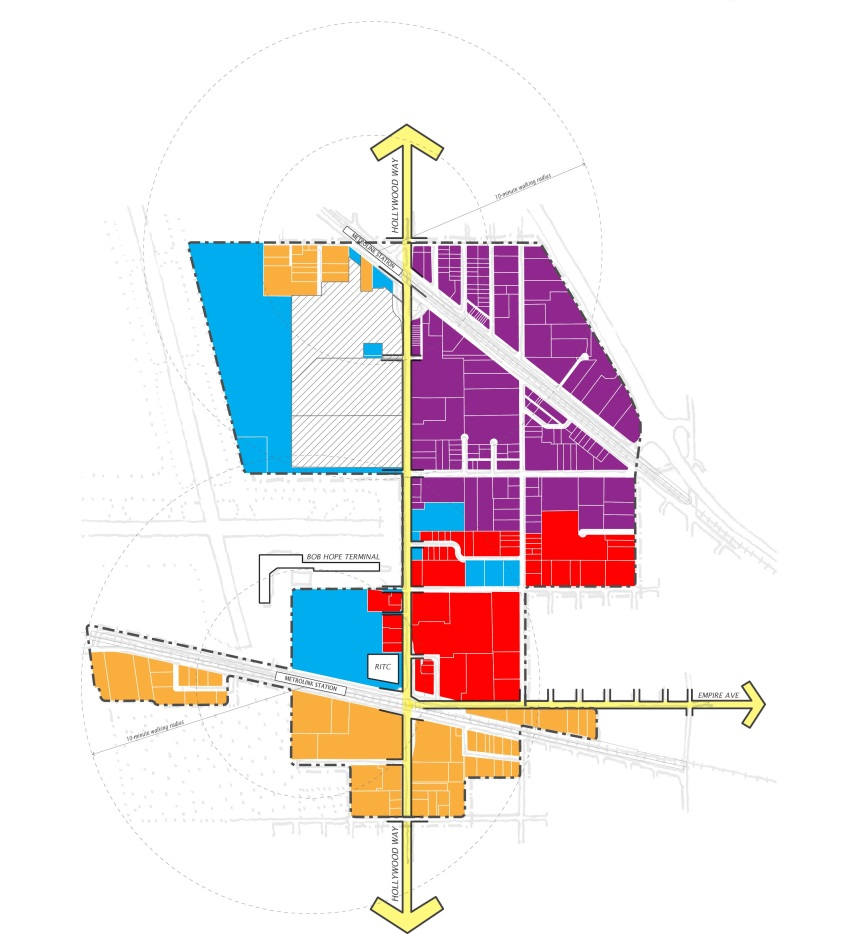 HOLLYWOOD WAY
10-minute walking radius
METROLINK STATION
BOB HOPE TERMINAL
RITC
METROLINK STATION
EMPIRE AVE
10-minute walking radius
HOLLYWOOD WAY